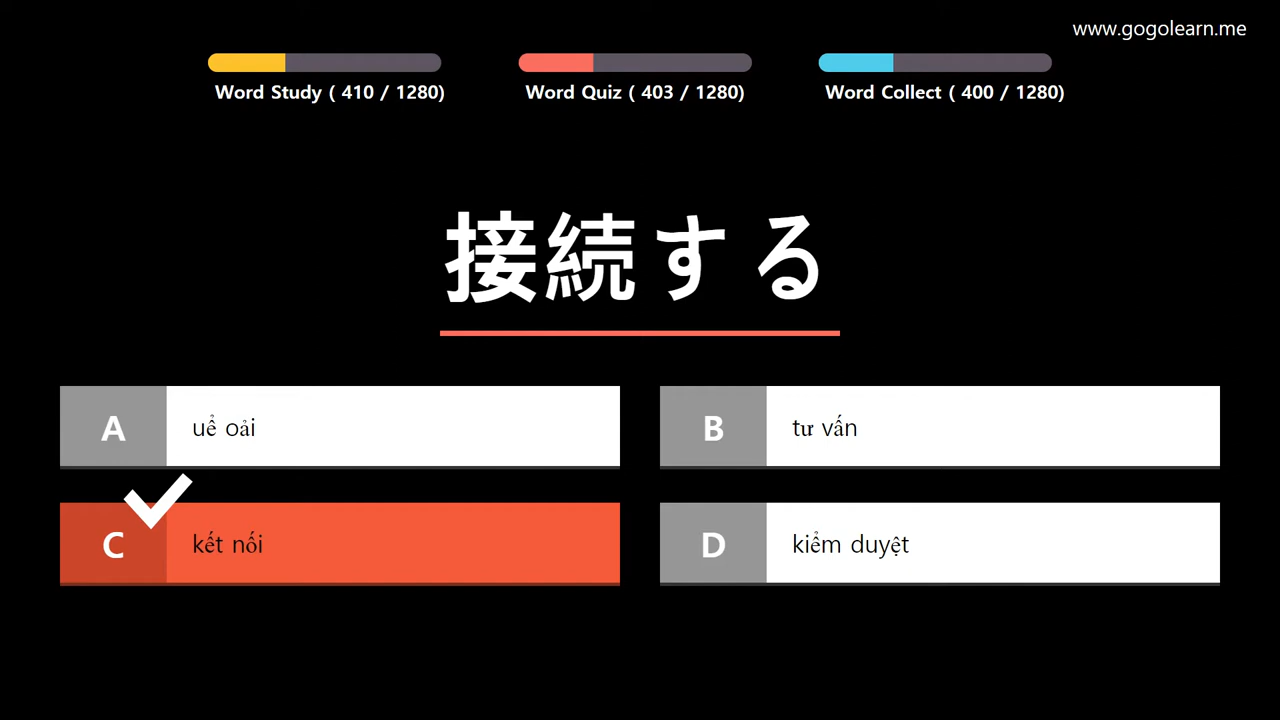 www.gogolearn.me
Word Study ( 410 / 1280)
Word Quiz ( 403 / 1280)
Word Collect ( 400 / 1280)
接続する
A
uể oải
B
tư vấn
C
kết nối
D
kiểm duyệt